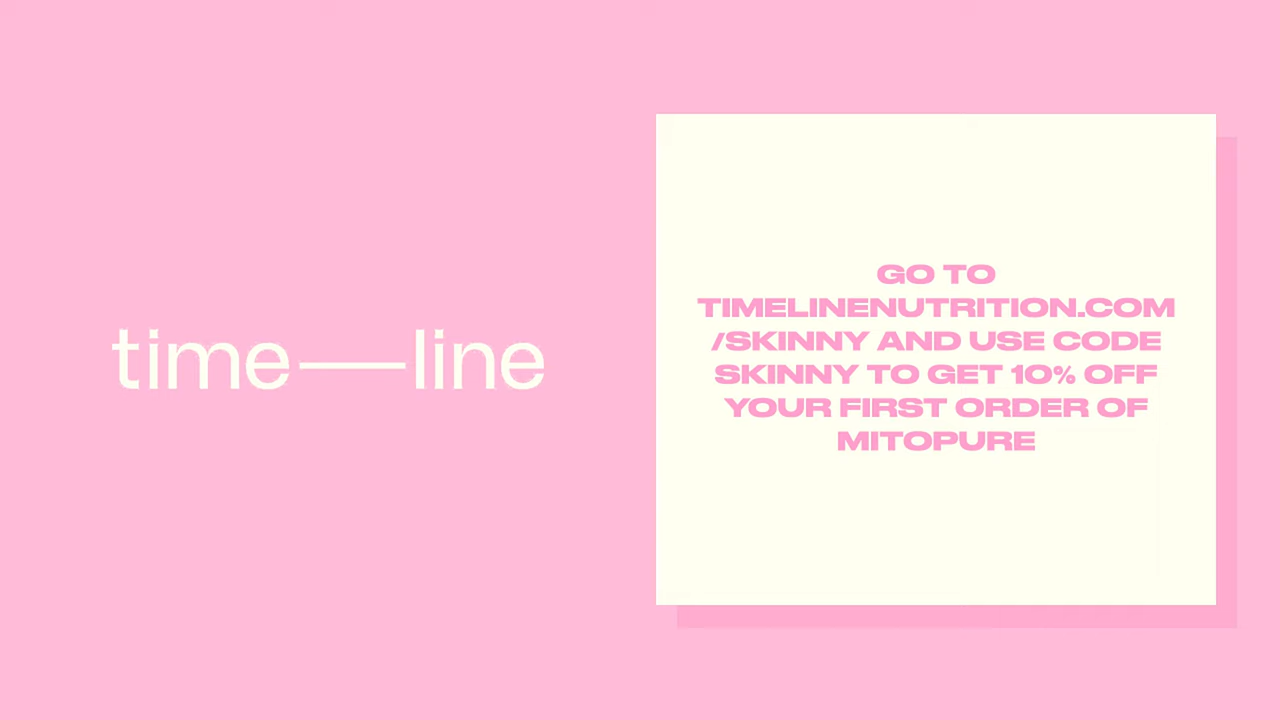 time—line
GO TO
TIMELINENUTRITION.COM
/SKINNY AND USE CODE
SKINNY TO GET 10% OFF
YOUR FIRST ORDER OF
MITOPURE